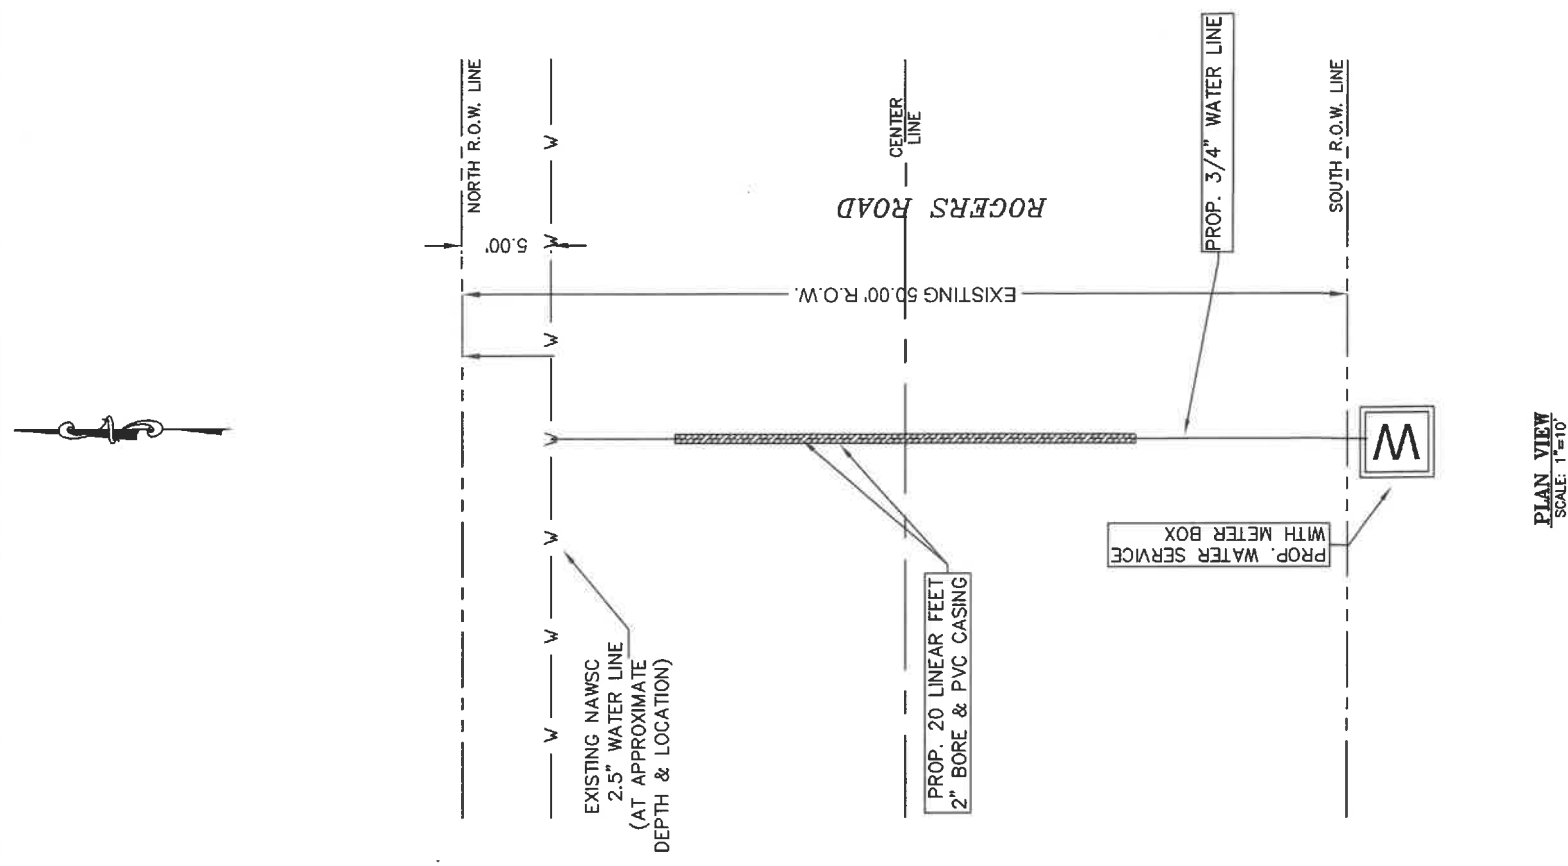 NORTH R.O.W. LINE
W
W
W
W
W
W
5.00'
EXISTING 50.00' R.O.W.
CENTER
LINE
ROGERS ROAD
PROP. 3/4" WATER LINE
SOUTH R.O.W. LINE
W
PROP. WATER SERVICE
WITH METER BOX
EXISTING NAWSC
2.5" WATER LINE
(AT APPROXIMATE
DEPTH & LOCATION)
PROP. 20 LINEAR FEET
2" BORE & PVC CASING
PLAN VIEW
SCALE: 1"=10'